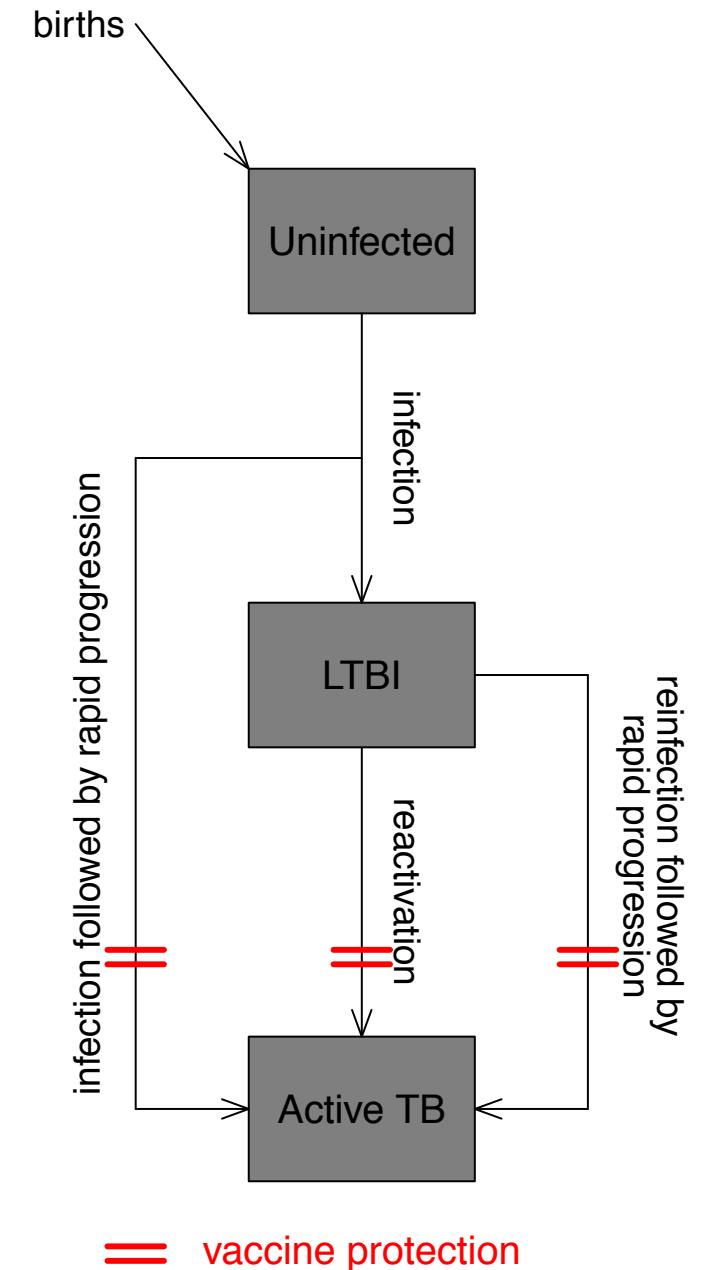 births
Uninfected
infection
infection followed by rapid progression
LTBI
reinfection followed by
rapid progression
reactivation
Active TB
vaccine protection